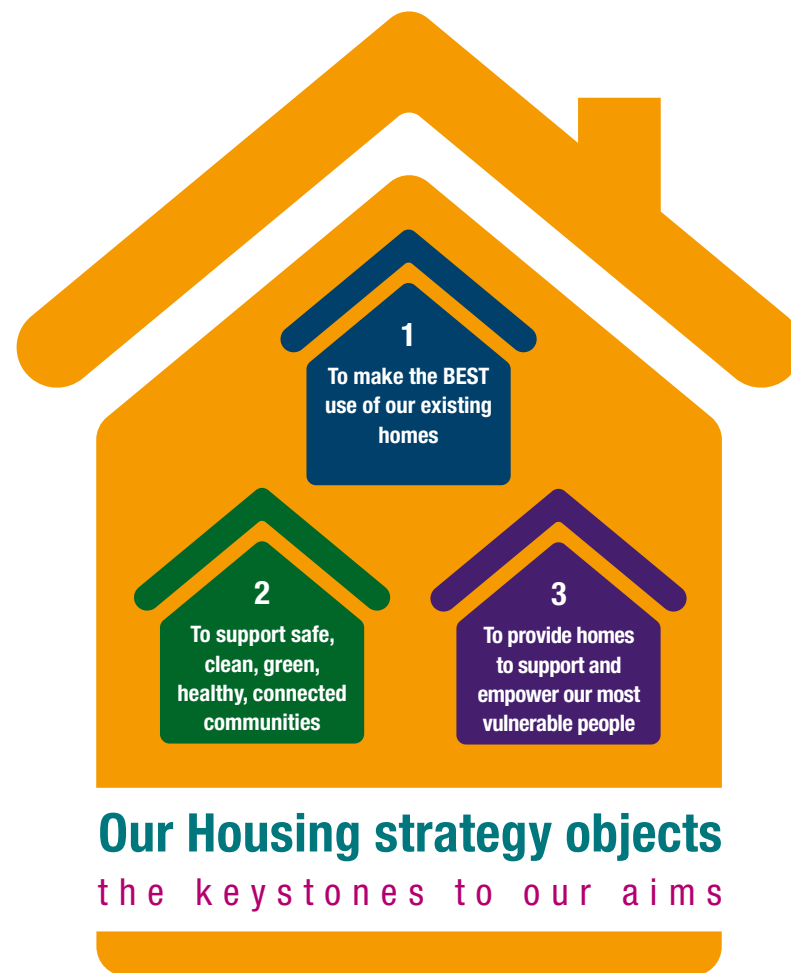 1
To make the BEST
use of our existing
homes
2
To support safe,
clean, green,
healthy, connected
communities
3
To provide homes
to support and
empower our most
vulnerable people
Our Housing strategy objects
the keystones to our aims